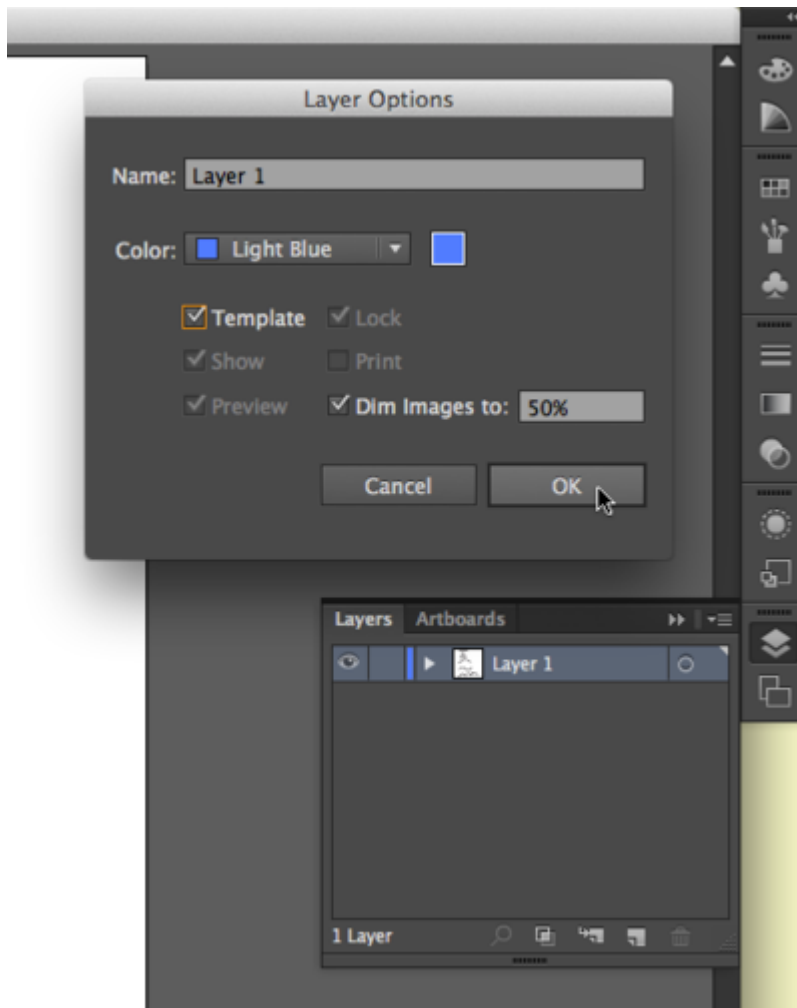 Layer Options
Name: Layer 1
Color: Light Blue
Template Lock
Show Print
Preview Dim Images to: 50%
Cancel OK
Layers Artboards
Layer 1
1 Layer